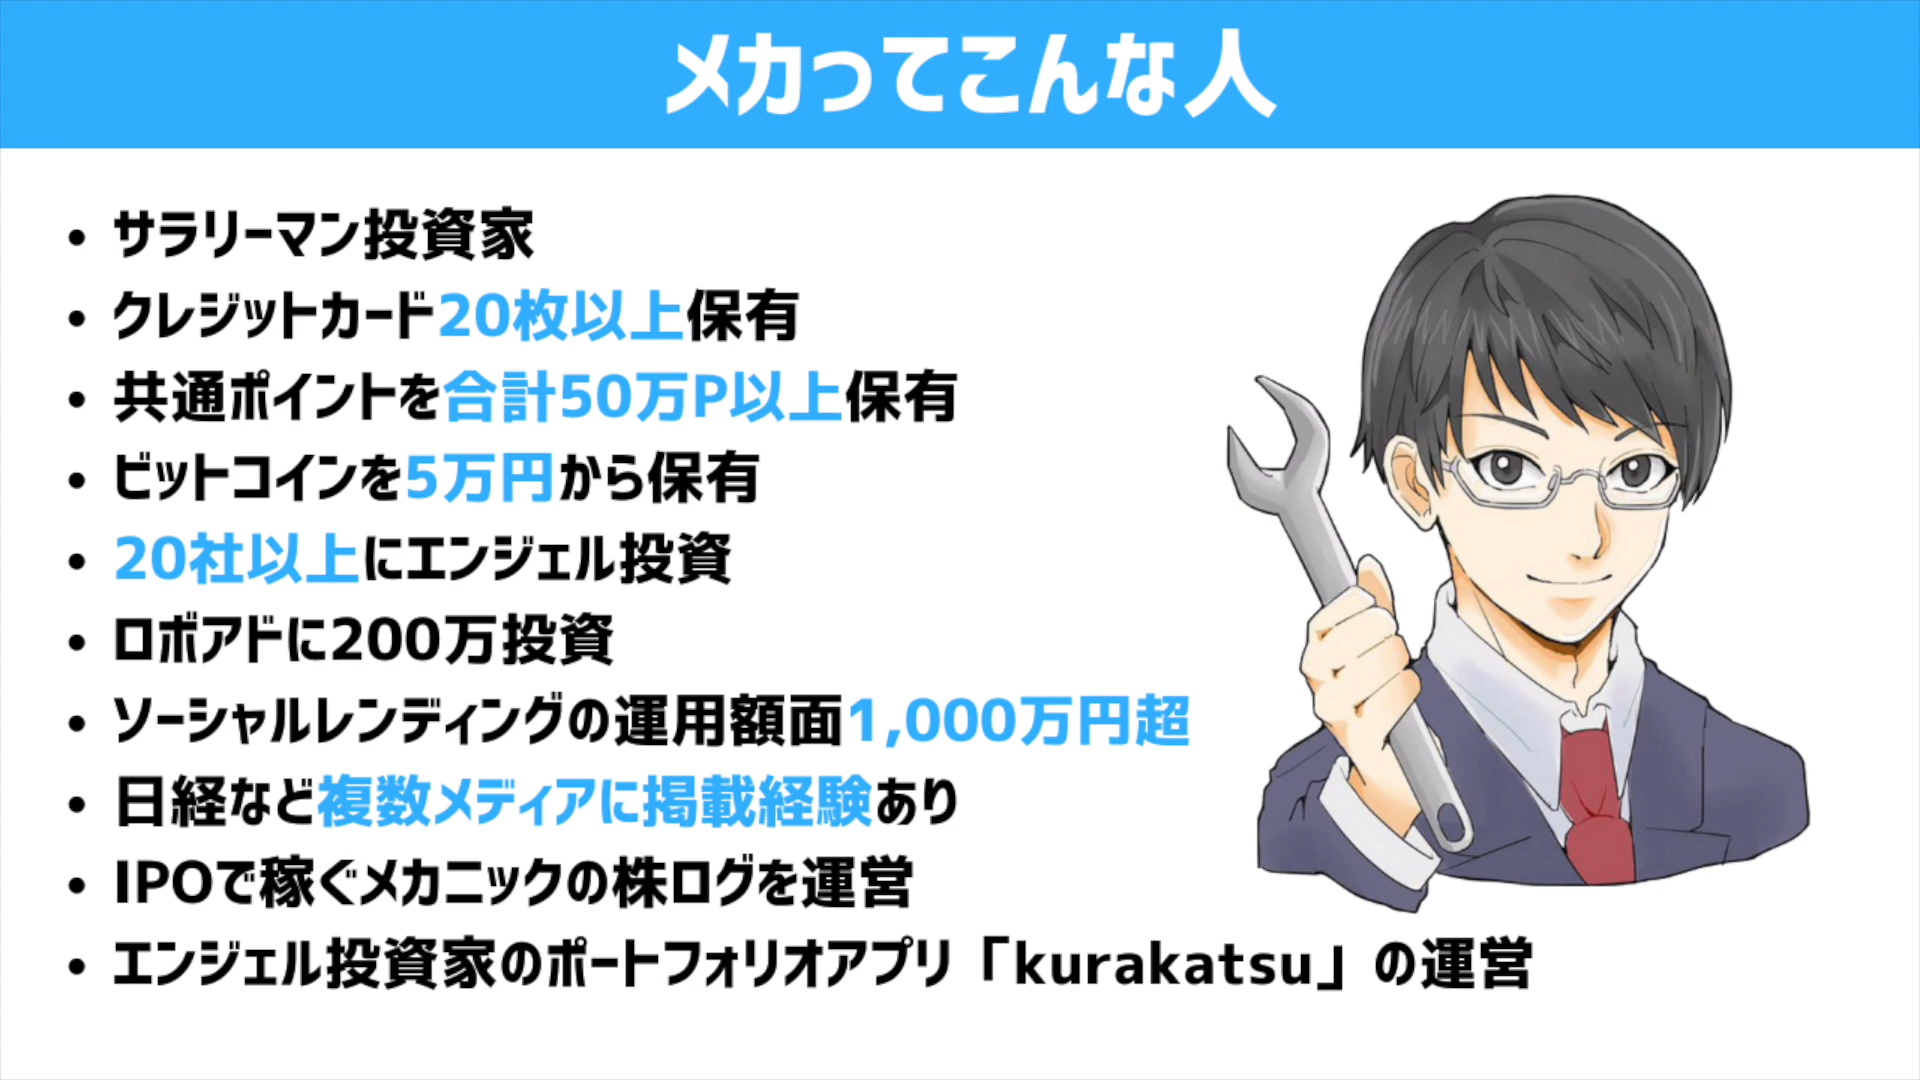 メカってこんな人
・サラリーマン投資家
・クレジットカード20枚以上保有
・共通ポイントを合計50万P以上保有
・ビットコインを5万円から保有
・20社以上にエンジェル投資
・ロボアドに200万投資
・ソーシャルレンディングの運用額面1,000万円超
・日経など複数メディアに掲載経験あり
・IPOで稼ぐメカニックの株ログを運営
・エンジェル投資家のポートフォリオアプリ「kurakatsu」の運営